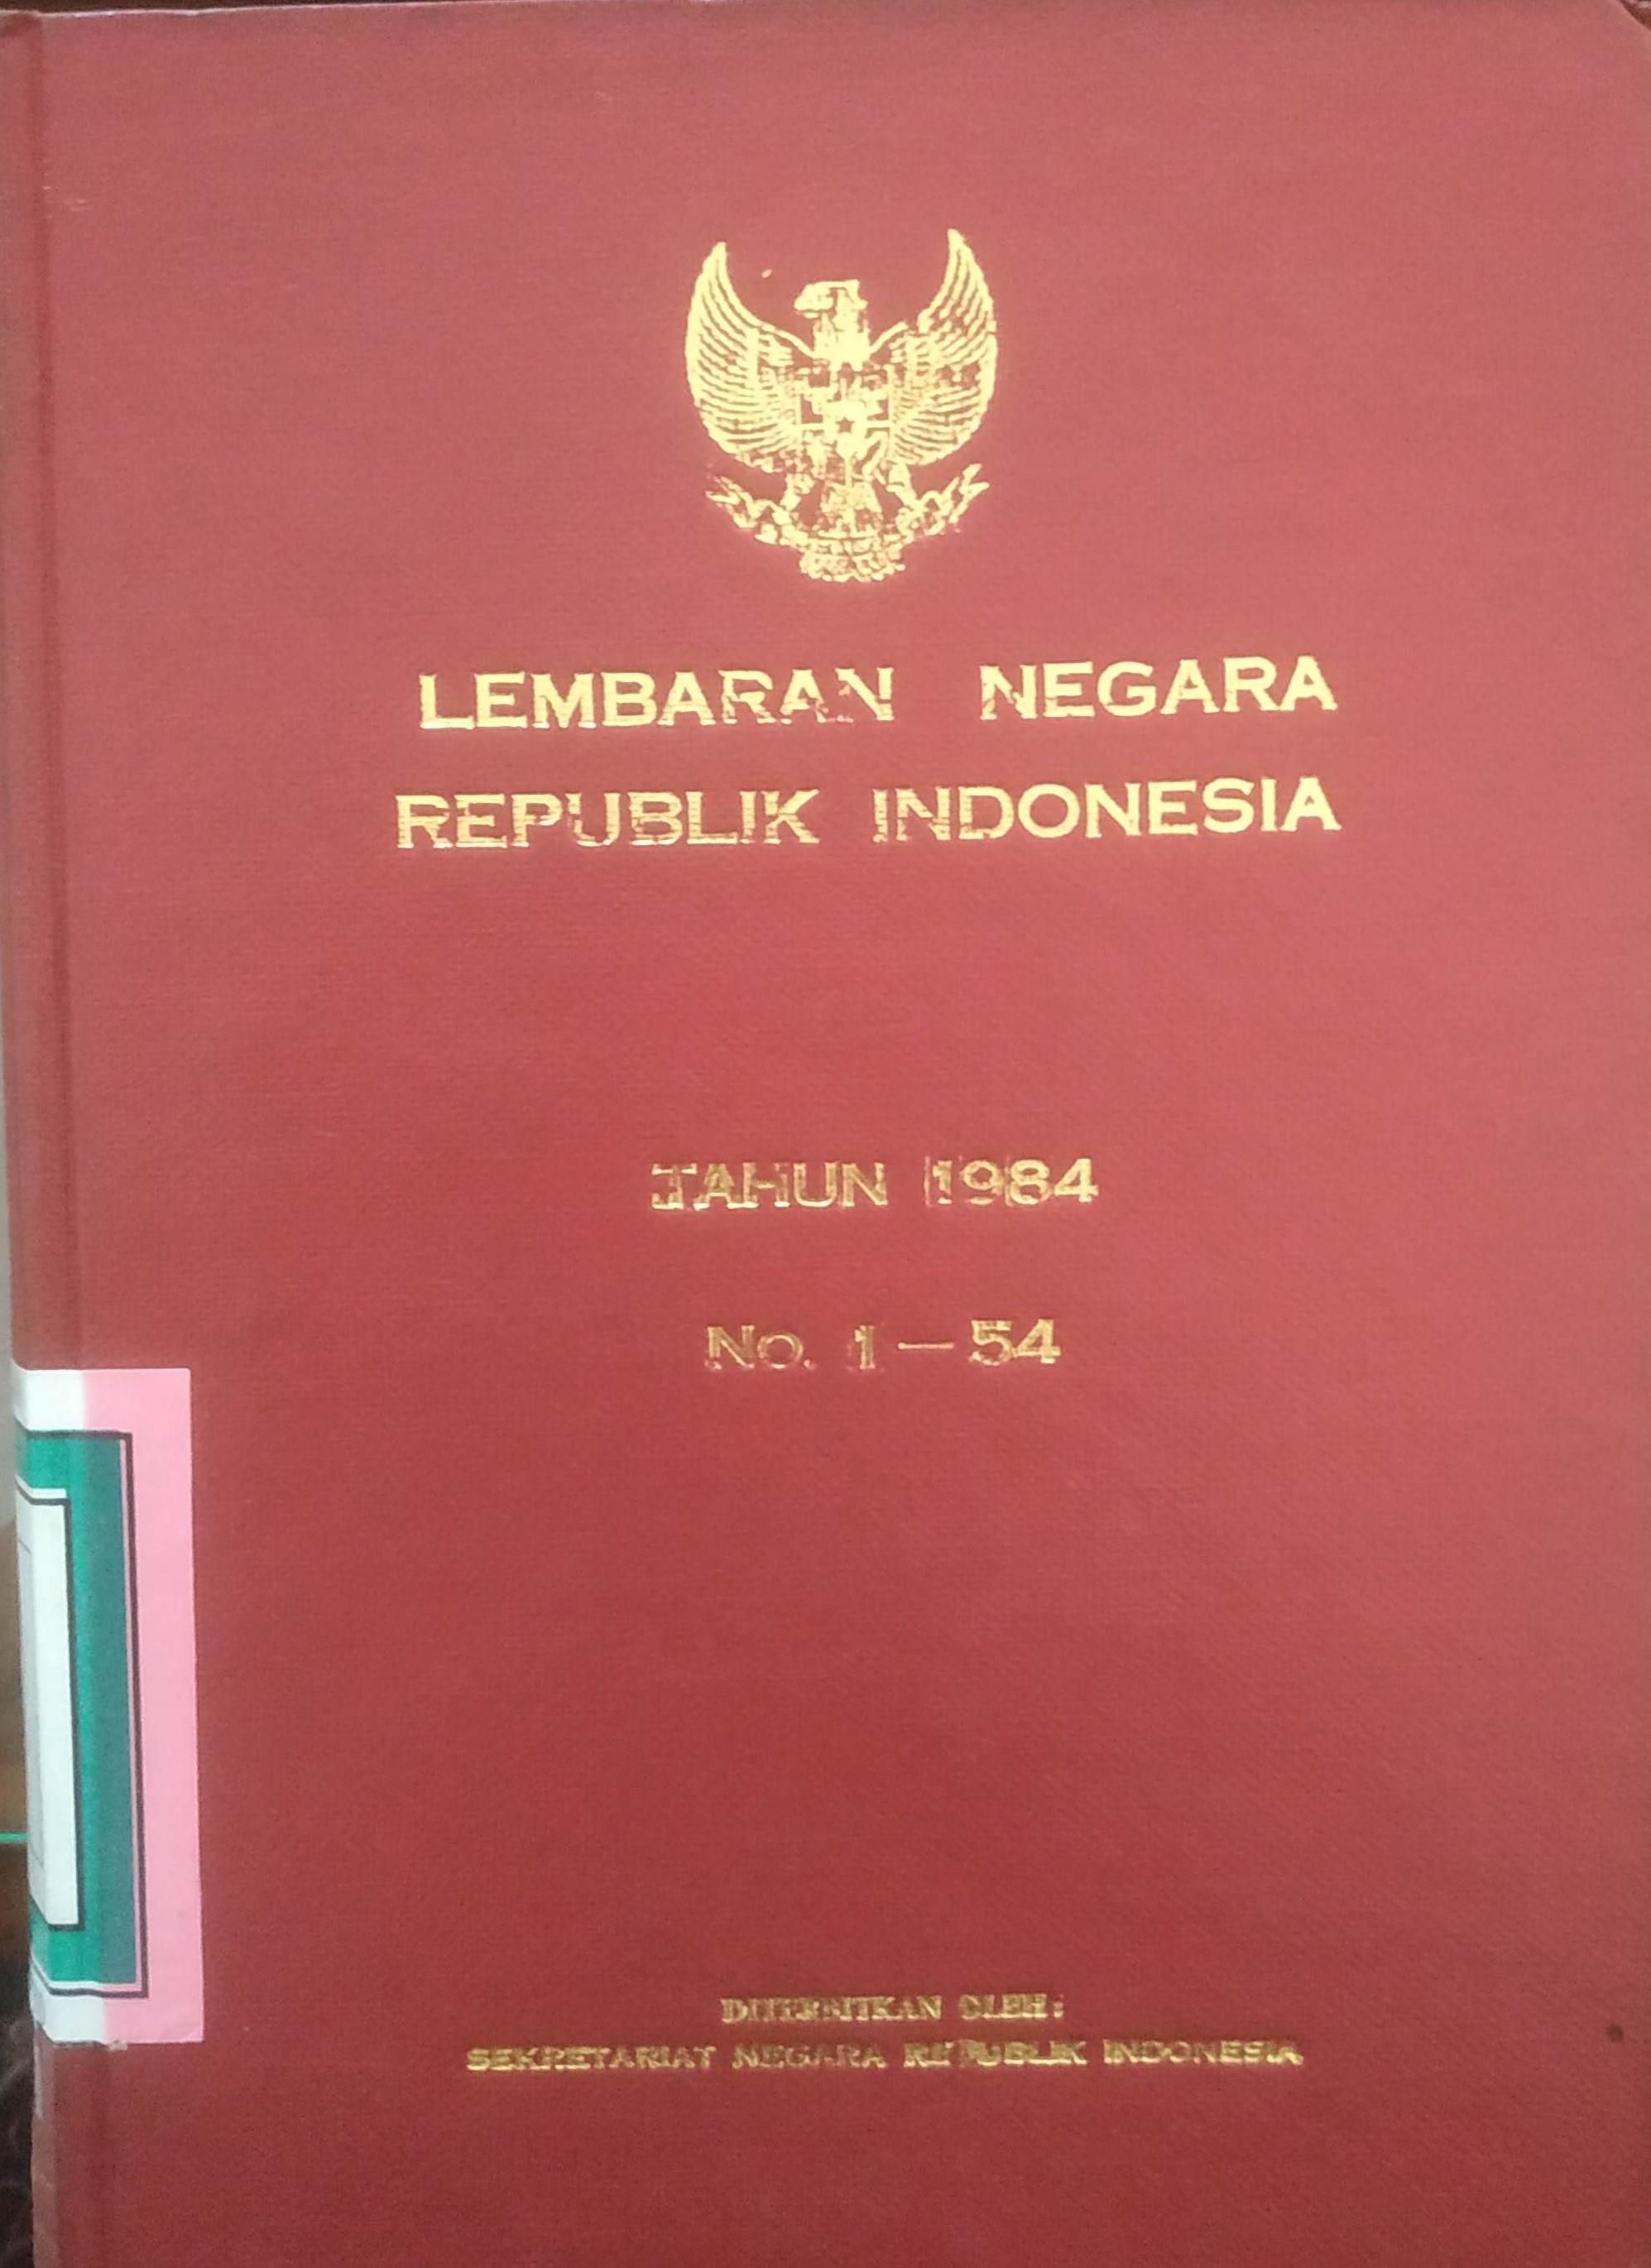 LEMBARAN NEGARA
REPUBLIK INDONESIA
TAHUN 1984
No. 1 — 54
DITERBITKAN OLEH :
SEKRETARIAT NEGARA REPUBLIK INDONESIA